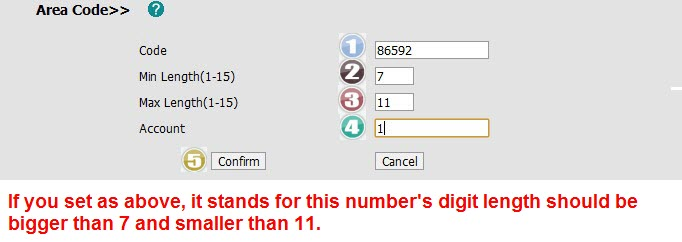 Area Code>> ?
Code 1 86592
Min Length(1-15) 2 7
Max Length(1-15) 3 11
Account 4 1
5 Confirm Cancel
If you set as above, it stands for this number's digit length should be
bigger than 7 and smaller than 11.